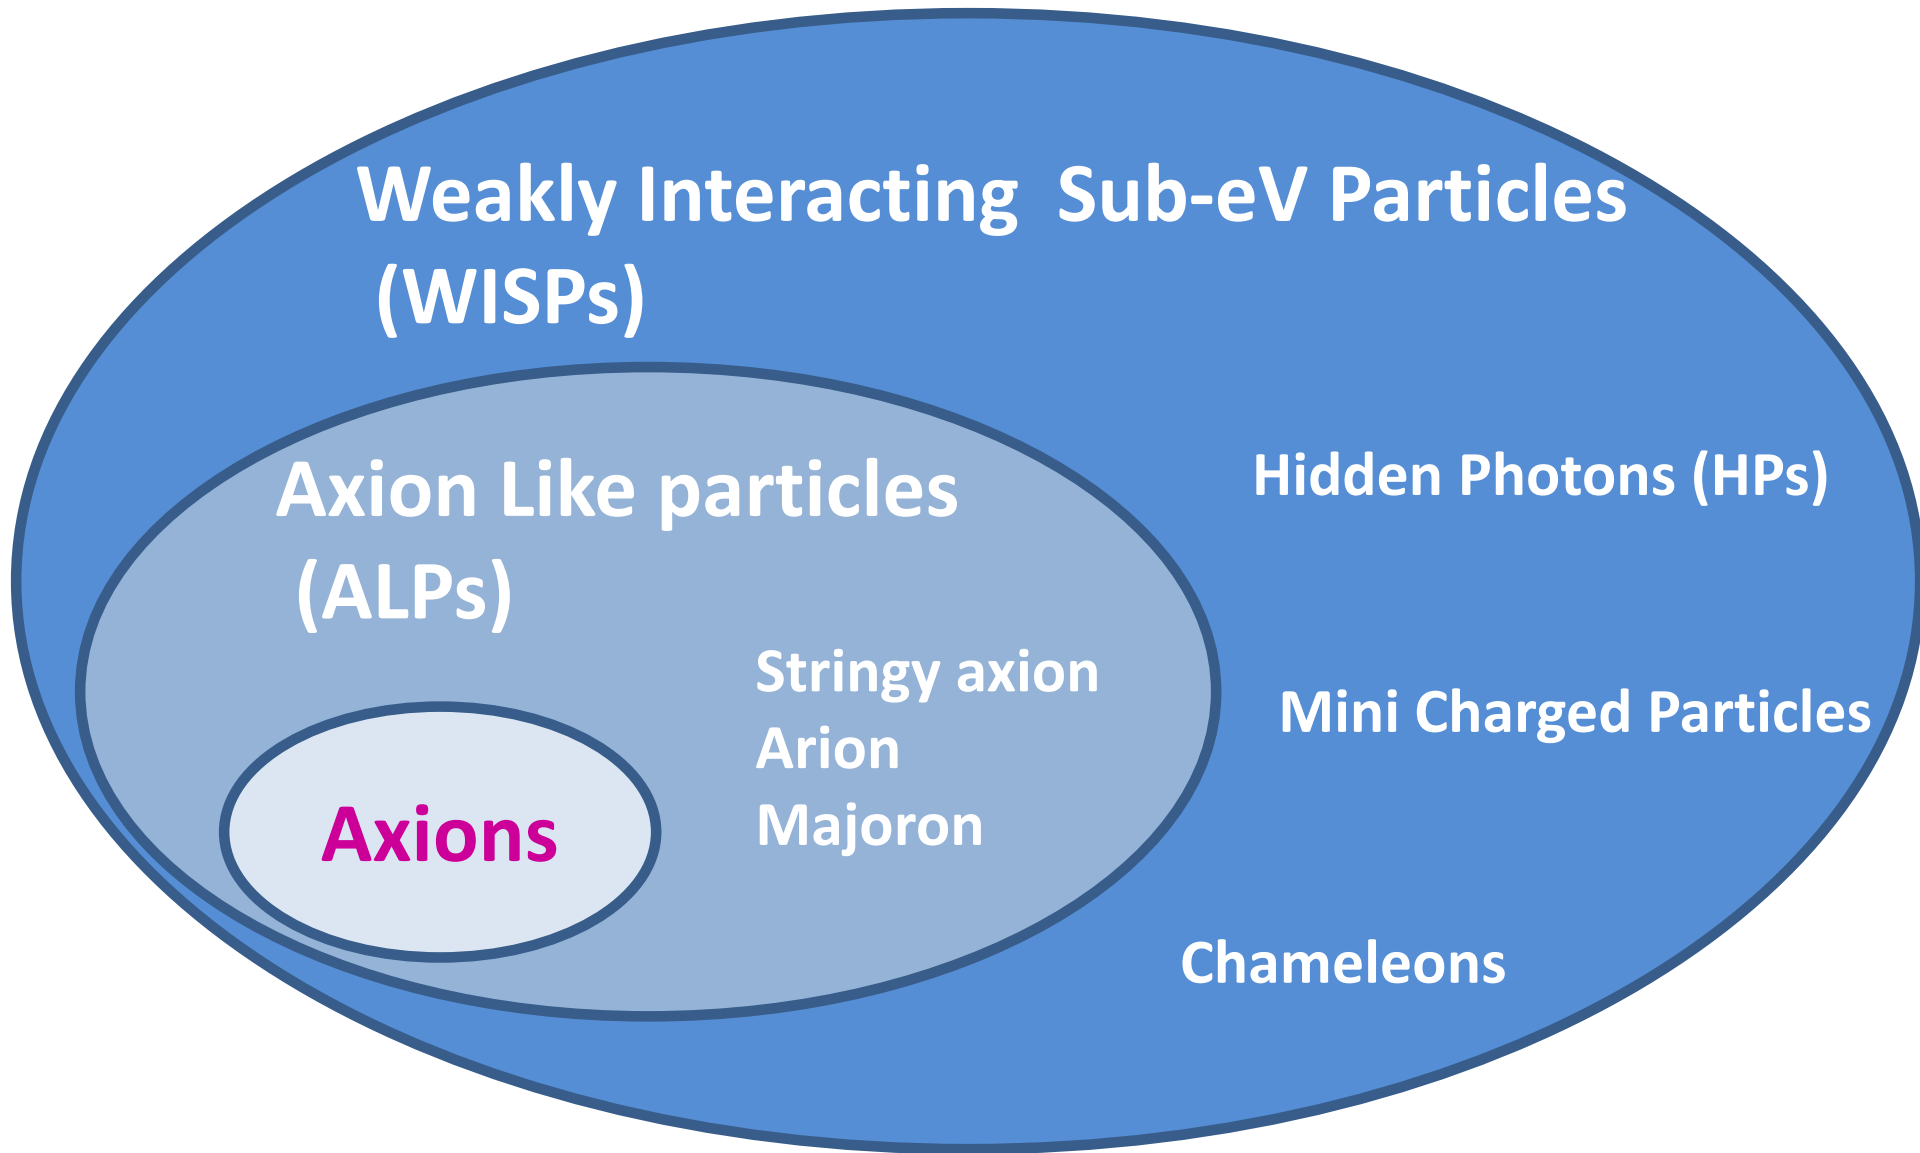 Weakly Interacting Sub-eV Particles
(WISPs)
Axion Like particles
(ALPs)
Hidden Photons (HPs)
Stringy axion
Arion
Majoron
Mini Charged Particles
Axions
Chameleons